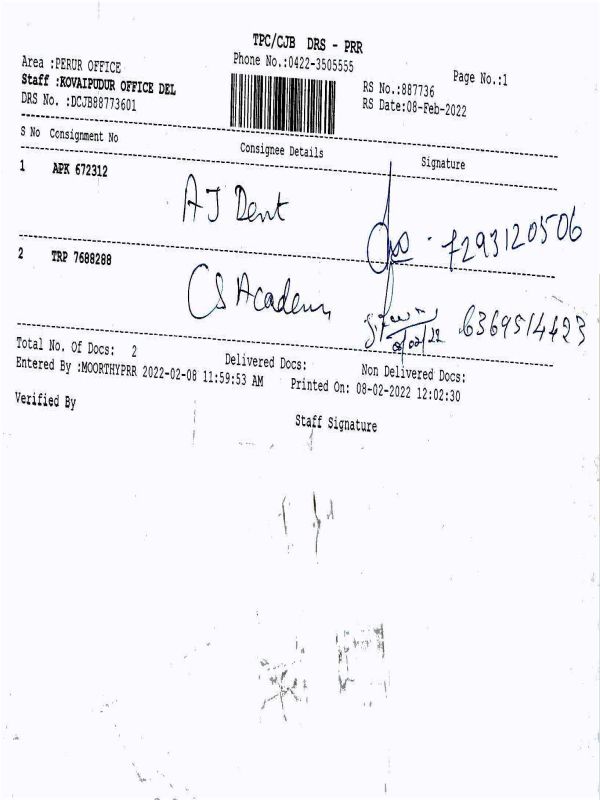 TPC/CJB DRS - PRR
Area :PERUR OFFICE
Phone No.:0422-3505555
Page No.:1
Staff :KOVAIPUDUR OFFICE DEL
RS No.:887736
DRS No. :DCJB88773601
RS Date:08-Feb-2022
S No Consignment No Consignee Details Signature
1 APK 672312
AJ Dent 7293120506
2 TRP 7688288
CS Academ 6369514423
08/02/22
Total No. Of Docs: 2 Delivered Docs: Non Delivered Docs:
Entered By :MOORTHYPRR 2022-02-08 11:59:53 AM Printed On: 08-02-2022 12:02:30
Verified By
Staff Signature